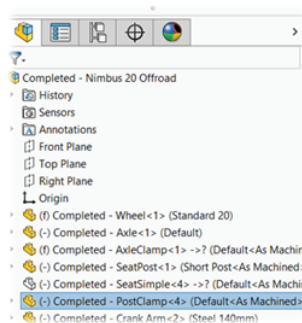 Completed - Nimbus 20 Offroad
History
Sensors
Annotations
Front Plane
Top Plane
Right Plane
Origin
(f) Completed - Wheel<1> (Standard 20)
(-) Completed - Axle<1> (Default)
(f) Completed - AxleClamp<1> ->? (Default<As Machin
(-) Completed - SeatPost<1> (Short Post<As Machined
(-) Completed - SeatSimple<4> ->? (Default<As Machi
(-) Completed - PostClamp<4> (Default<As Machined>
(-) Completed - Crank Arm<2> (Steel 140mm)